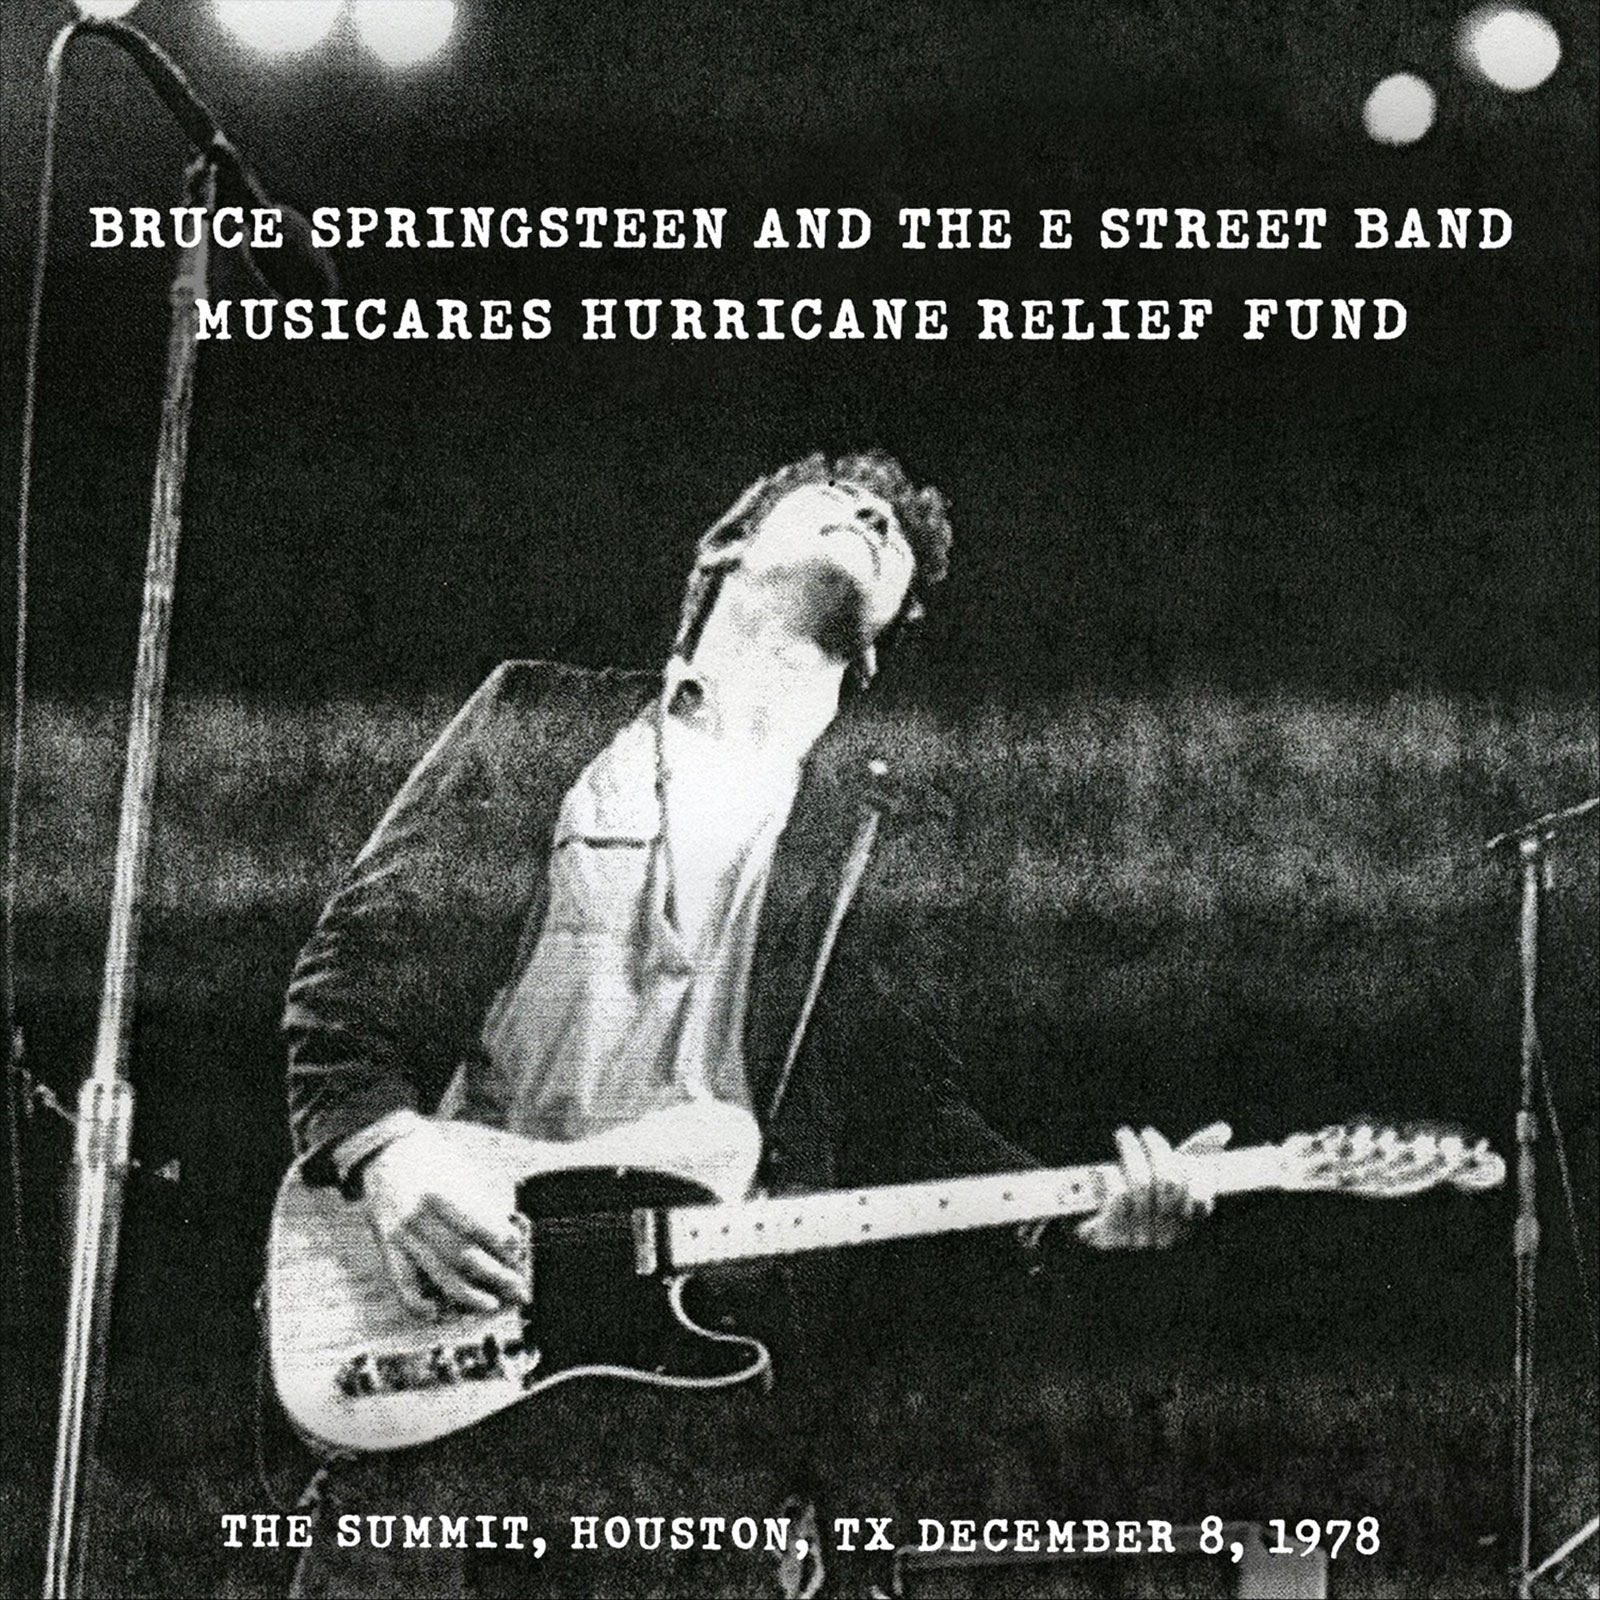 BRUCE SPRINGSTEEN AND THE E STREET BAND
MUSICARES HURRICANE RELIEF FUND
THE SUMMIT, HOUSTON, TX DECEMBER 8, 1978